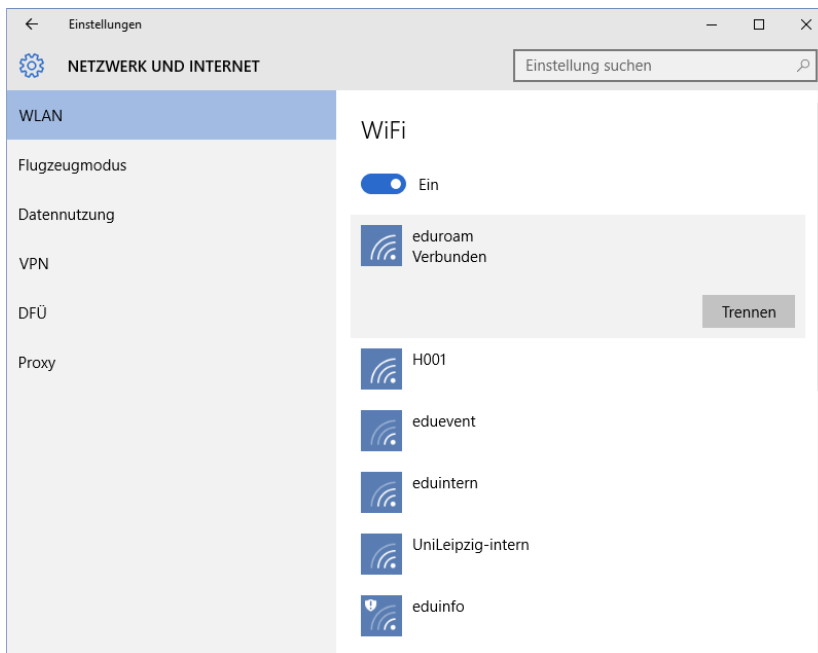 Einstellungen
NETZWERK UND INTERNET
Einstellung suchen
WLAN
Flugzeugmodus
Datennutzung
VPN
DFÜ
Proxy
WiFi
Ein
eduroam
Verbunden
Trennen
H001
eduevent
eduintern
UniLeipzig-intern
eduinfo